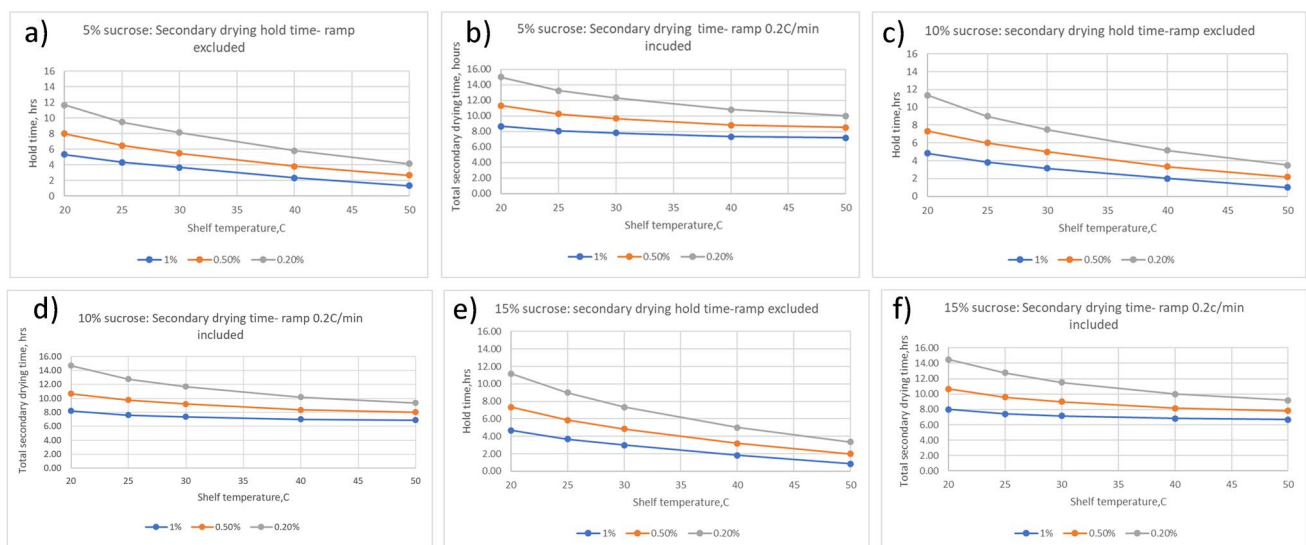 a)
5% sucrose: Secondary drying hold time- ramp
excluded
Hold time, hrs
16
14
12
10
8
6
4
2
0
20 25 30 35 40 45 50
Shelf temperature,C
1% 0.50% 0.20%
b)
5% sucrose: Secondary drying time- ramp 0.2C/min
incuded
Total secondary drying time, hours
16.00
14.00
12.00
10.00
8.00
6.00
4.00
2.00
0.00
20 25 30 35 40 45 50
Shelf temperature,C
1% 0.50% 0.20%
c)
10% sucrose: secondary drying hold time-ramp excluded
Hold time,hrs
16
14
12
10
8
6
4
2
0
20 25 30 35 40 45 50
Shelf temperature,C
1% 0.50% 0.20%
d)
10% sucrose: Secondary drying time- ramp 0.2C/min
included
Total secondary drying time, hrs
16.00
14.00
12.00
10.00
8.00
6.00
4.00
2.00
0.00
20 25 30 35 40 45 50
Shelf temperature,C
1% 0.50% 0.20%
e)
15% sucrose: secondary drying hold time-ramp excluded
Hold time,hrs
16.00
14.00
12.00
10.00
8.00
6.00
4.00
2.00
0.00
20 25 30 35 40 45 50
Shelf temperature,C
1% 0.50% 0.20%
f)
15% sucrose: Secondary drying time- ramp 0.2c/min
included
Total secondary drying time,hrs
16.00
14.00
12.00
10.00
8.00
6.00
4.00
2.00
0.00
20 25 30 35 40 45 50
Shelf temperature,C
1% 0.50% 0.20%